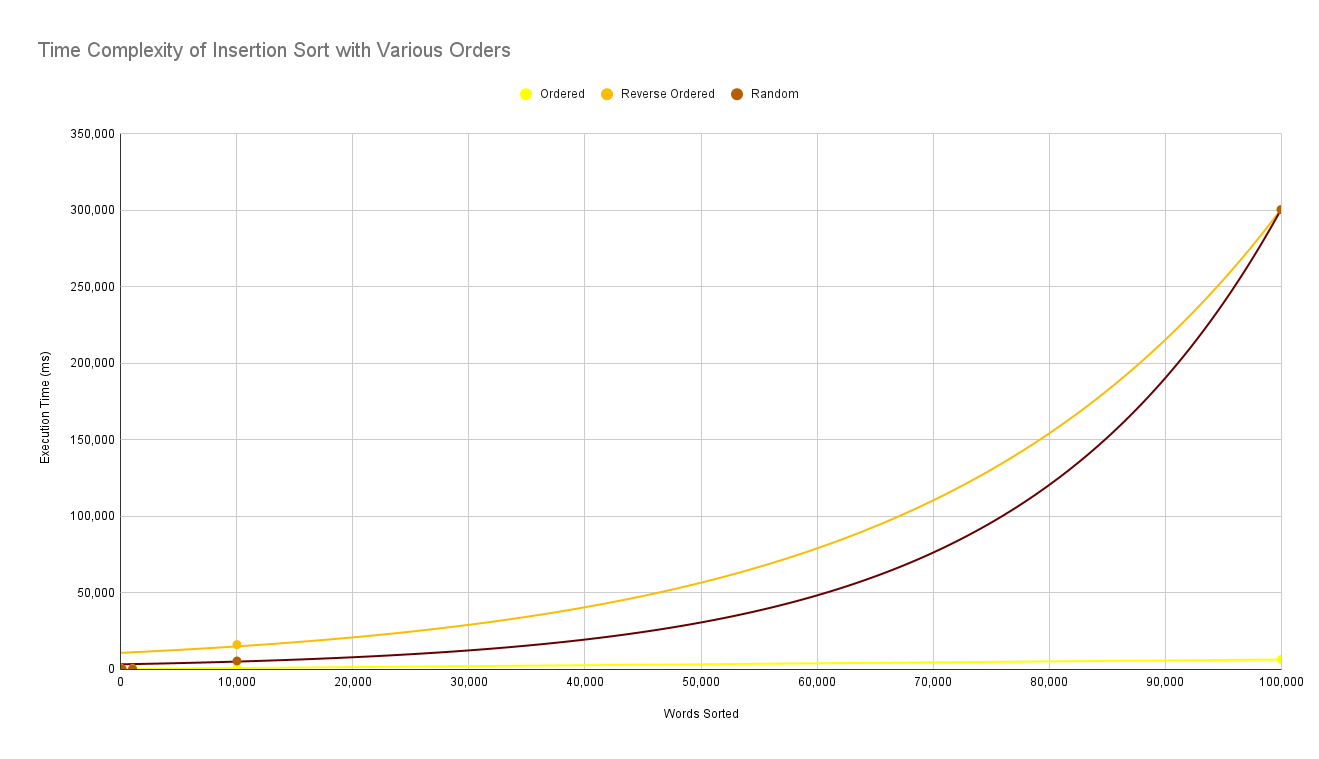 Time Complexity of Insertion Sort with Various Orders
Ordered Reverse Ordered Random
350,000
300,000
250,000
200,000
150,000
100,000
50,000
0
Execution Time (ms)
0 10,000 20,000 30,000 40,000 50,000 60,000 70,000 80,000 90,000 100,000
Words Sorted